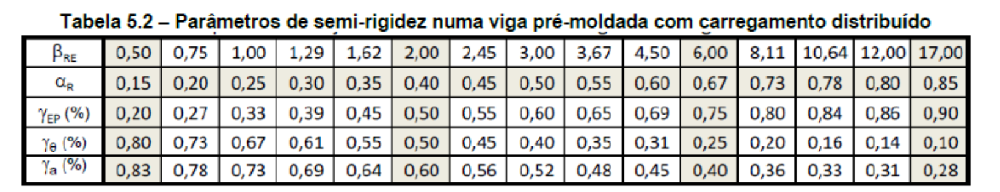 Tabela 5.2 – Parâmetros de semi-rigidez numa viga pré-moldada com carregamento distribuído
βRE 0,50 0,75 1,00 1,29 1,62 2,00 2,45 3,00 3,67 4,50 6,00 8,11 10,64 12,00 17,00
αR 0,15 0,20 0,25 0,30 0,35 0,40 0,45 0,50 0,55 0,60 0,67 0,73 0,78 0,80 0,85
γEP (%) 0,20 0,27 0,33 0,39 0,45 0,50 0,55 0,60 0,65 0,69 0,75 0,80 0,84 0,86 0,90
γθ (%) 0,80 0,73 0,67 0,61 0,55 0,50 0,45 0,40 0,35 0,31 0,25 0,20 0,16 0,14 0,10
γa (%) 0,83 0,78 0,73 0,69 0,64 0,60 0,56 0,52 0,48 0,45 0,40 0,36 0,33 0,31 0,28